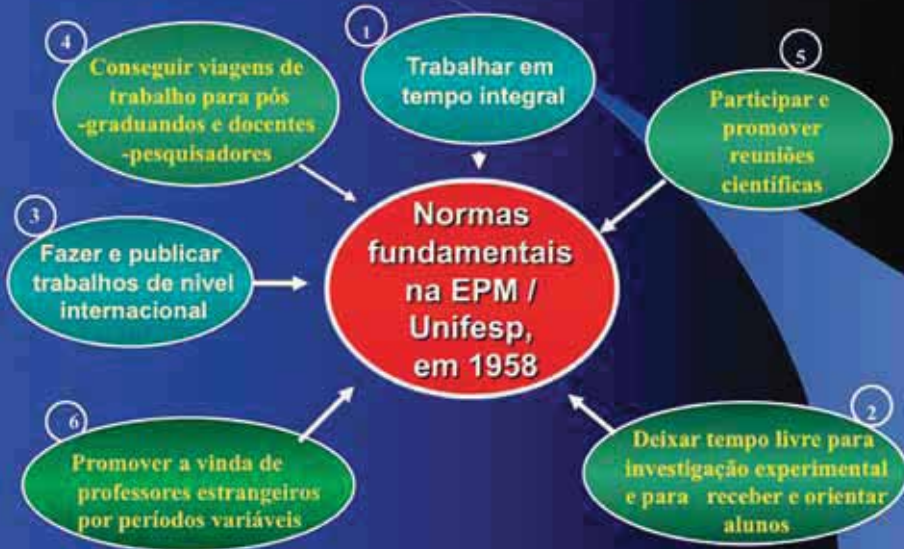 1
Trabalhar em
tempo integral
4
Conseguir viagens de
trabalho para pós
-graduandos e docentes
-pesquisadores
5
Participar e
promover
reuniões
científicas
3
Fazer e publicar
trabalhos de nivel
internacional
Normas
fundamentais
na EPM /
Unifesp,
em 1958
6
Promover a vinda de
professores estrangeiros
por períodos variáveis
2
Deixar tempo livre para
investigação experimental
e para receber e orientar
alunos